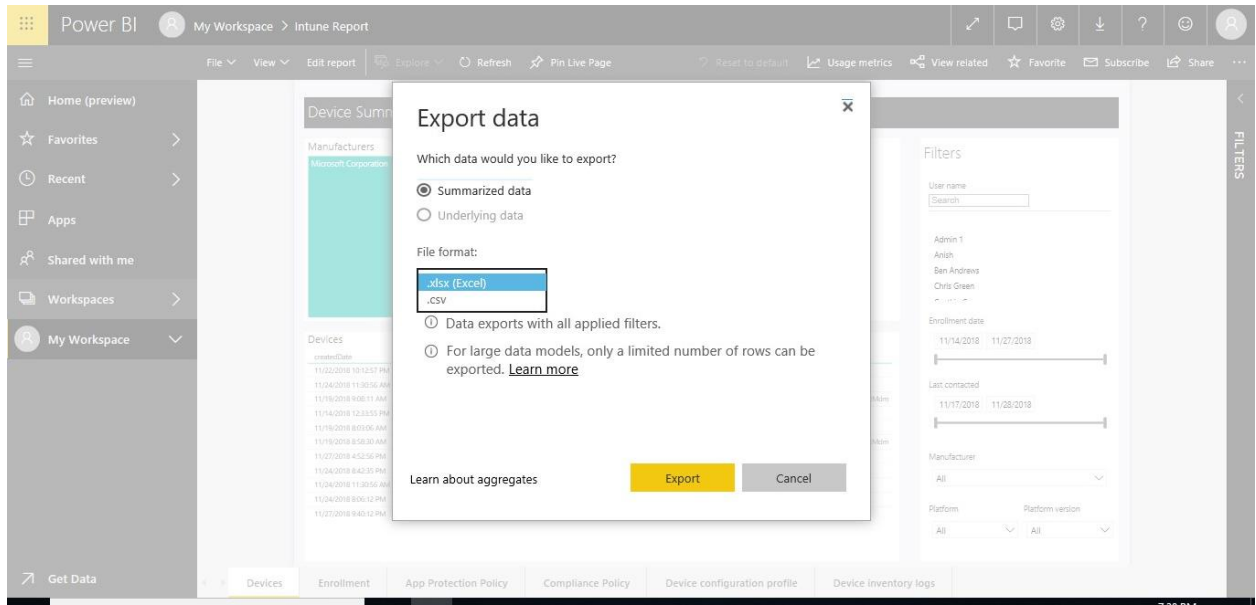 Power BI My Workspace > Intune Report
File View Edit report Explore Refresh Pin Live Page Reset to default Usage metrics View related Favorite Subscribe Share ...
Home (preview)
Favorites
Recent
Apps
Shared with me
Workspaces
My Workspace
Get Data
Device Summ
Manufacturers
Microsoft Corporation
Export data
Which data would you like to export?
Summarized data
Underlying data
File format:
.xlsx (Excel)
.csv
Data exports with all applied filters.
For large data models, only a limited number of rows can be
exported. Learn more
Learn about aggregates
Export Cancel
Devices
createdDate
11/22/2018 10:12:57 PM
11/24/2018 11:30:56 AM
11/19/2018 9:08:11 AM
11/14/2018 12:33:55 PM
11/16/2018 8:03:06 AM
11/15/2018 8:58:30 AM
11/27/2018 4:52:56 PM
11/24/2018 8:42:35 PM
11/24/2018 11:30:56 AM
11/24/2018 8:06:12 PM
11/27/2018 9:40:12 PM
Filters
User name
Search
Admin 1
Anish
Ben Andrews
Chris Green
Enrollment date
11/14/2018 11/27/2018
Last contacted
11/17/2018 11/28/2018
Manufacturer
All
Platform Platform version
All All
FILTERS
Devices Enrollment App Protection Policy Compliance Policy Device configuration profile Device inventory logs